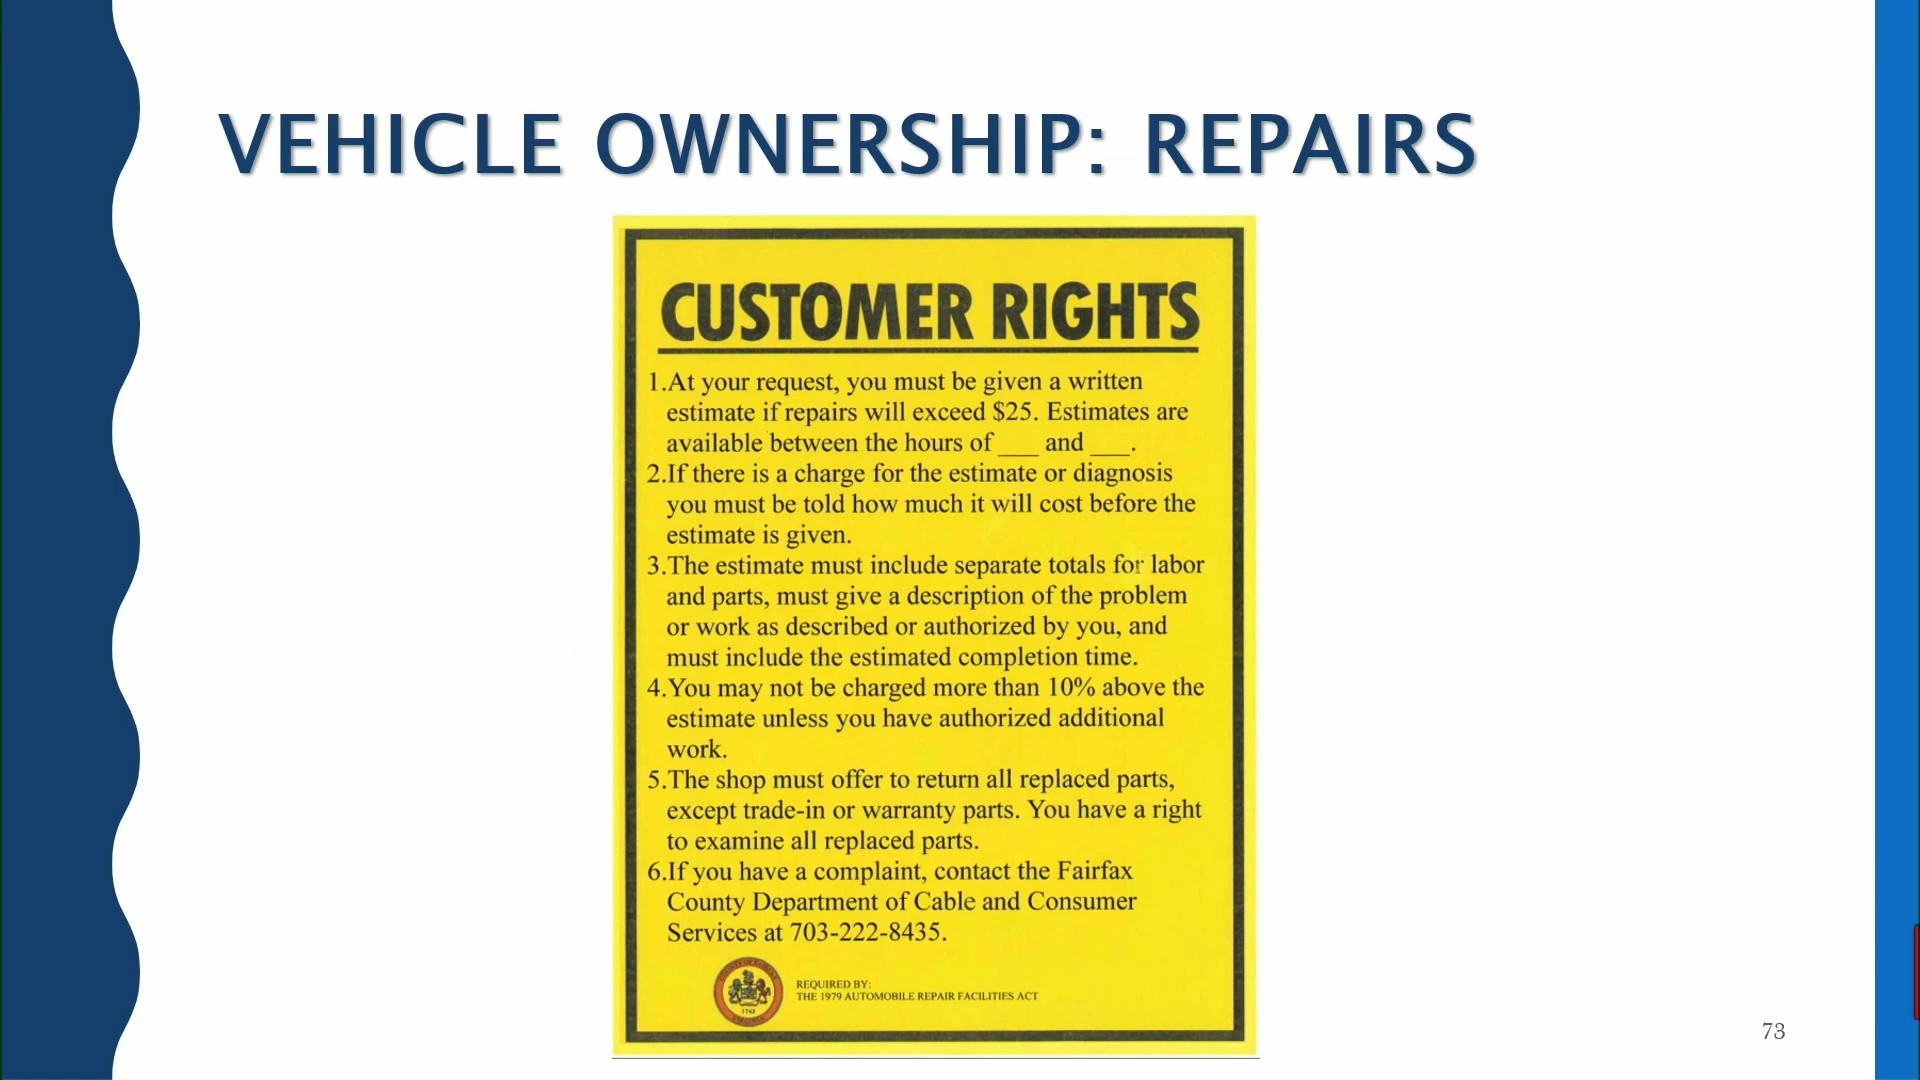 VEHICLE OWNERSHIP: REPAIRS
CUSTOMER RIGHTS
1.At your request, you must be given a written
estimate if repairs will exceed $25. Estimates are
available between the hours of ___ and ___.
2.If there is a charge for the estimate or diagnosis
you must be told how much it will cost before the
estimate is given.
3.The estimate must include separate totals for labor
and parts, must give a description of the problem
or work as described or authorized by you, and
must include the estimated completion time.
4.You may not be charged more than 10% above the
estimate unless you have authorized additional
work.
5.The shop must offer to return all replaced parts,
except trade-in or warranty parts. You have a right
to examine all replaced parts.
6.If you have a complaint, contact the Fairfax
County Department of Cable and Consumer
Services at 703-222-8435.
COUNTY OF FAIRFAX
1742
VIRGINIA
REQUIRED BY:
THE 1979 AUTOMOBILE REPAIR FACILITIES ACT
73